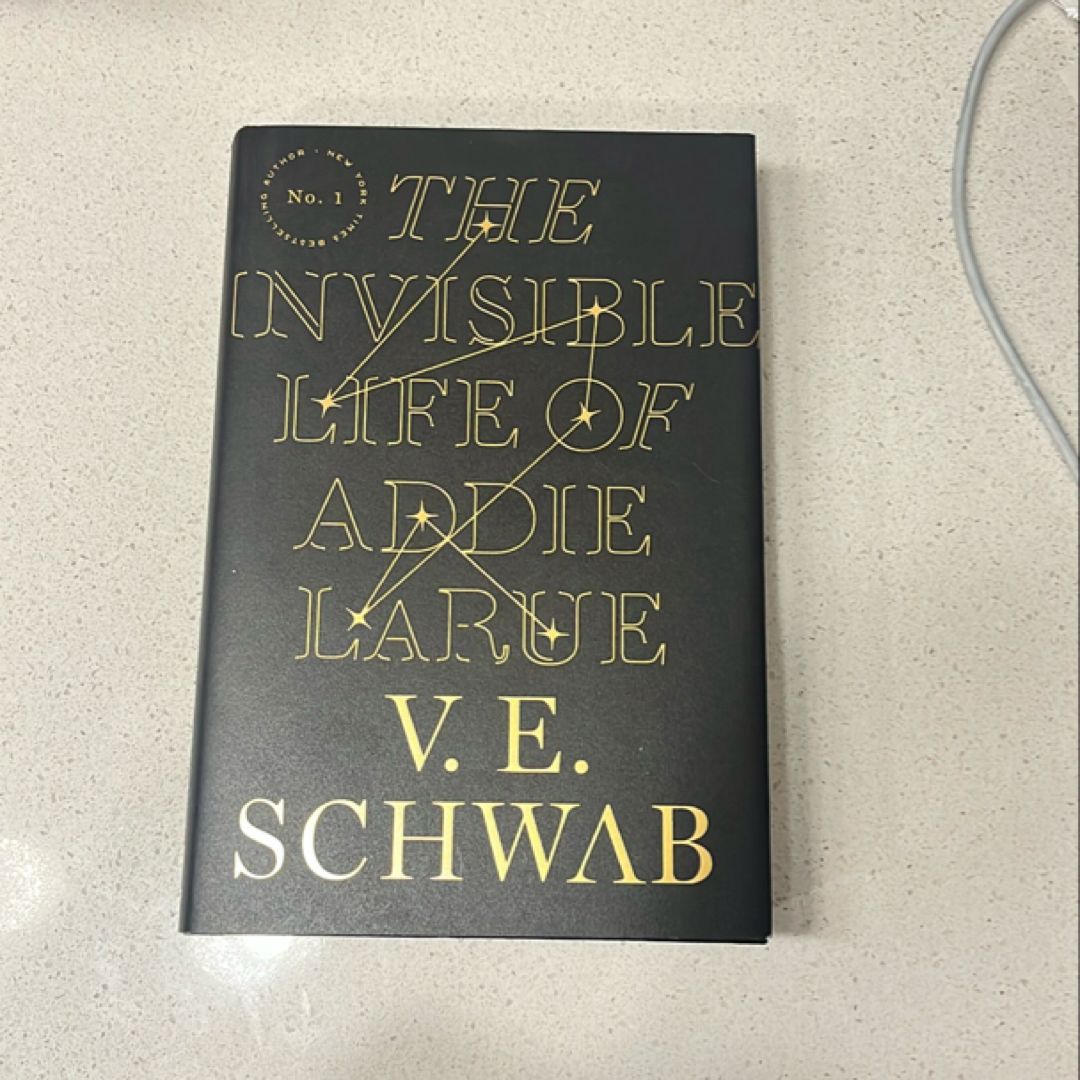 NEW YORK TIMES BESTSELLING AUTHOR ·
No. 1
THE
INVISIBLE
LIFE OF
ADDIE
LARUE
V. E.
SCHWAB